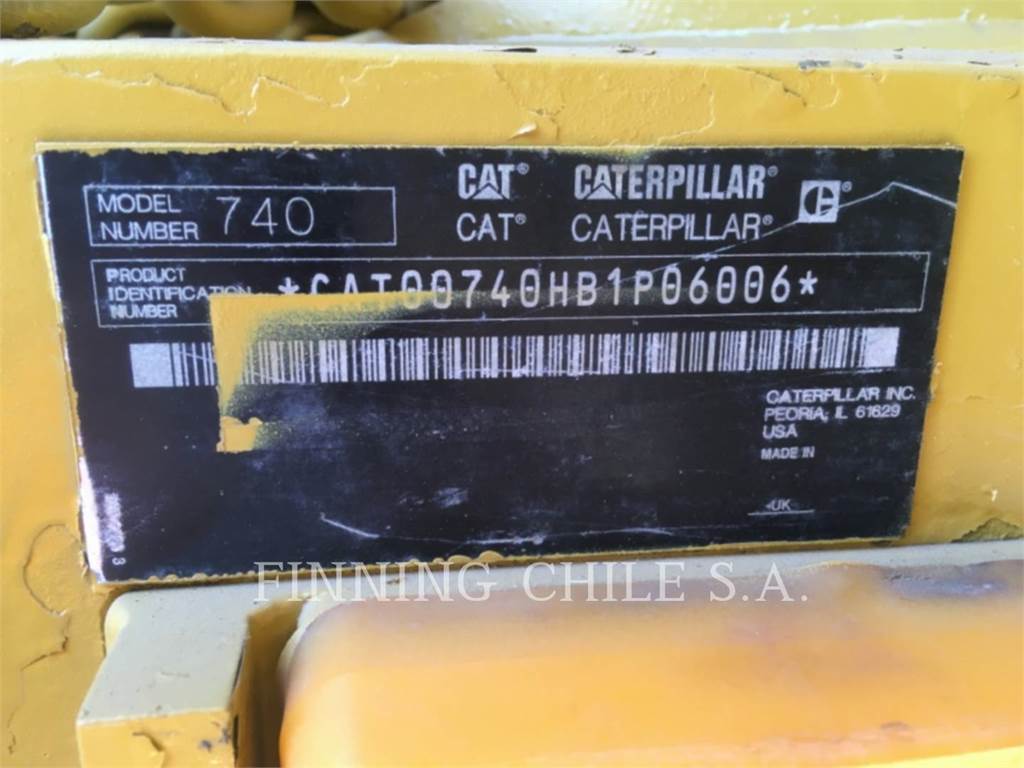 MODEL
NUMBER 740
CAT® CATERPILLAR®
CAT® CATERPILLAR®
PRODUCT
IDENTIFICATION
NUMBER
*CAT00740HB1P06006*
CATERPILLAR INC.
PEORIA, IL 61629
USA
MADE IN
UK
FINNING CHILE S.A.